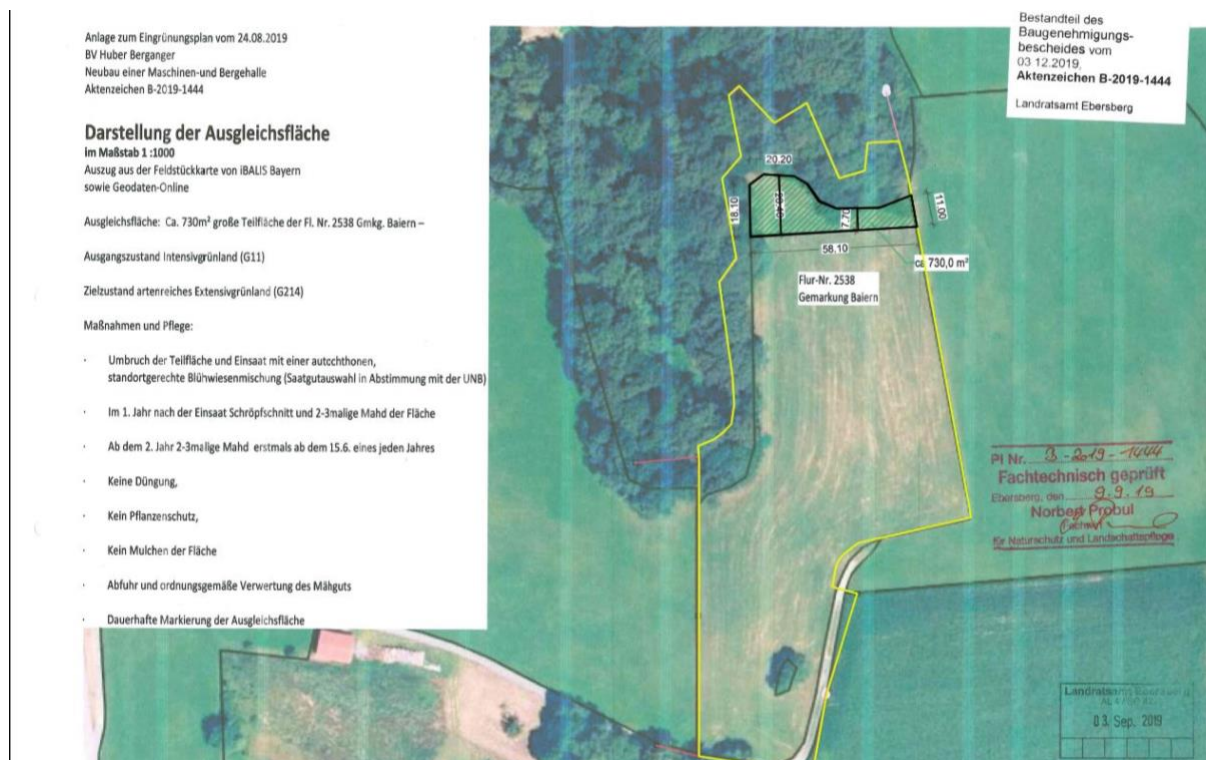 Anlage zum Eingrünungsplan vom 24.08.2019
BV Huber Berganger
Neubau einer Maschinen-und Bergehalle
Aktenzeichen B-2019-1444
Darstellung der Ausgleichsfläche
im Maßstab 1 :1000
Auszug aus der Feldstückkarte von iBALIS Bayern
sowie Geodaten-Online
Ausgleichsfläche: Ca. 730m² große Teilfläche der Fl. Nr. 2538 Gmkg. Baiern –
Ausgangszustand Intensivgrünland (G11)
Zielzustand artenreiches Extensivgrünland (G214)
Maßnahmen und Pflege:
· Umbruch der Teilfläche und Einsaat mit einer autochthonen,
standortgerechte Blühwiesenmischung (Saatgutauswahl in Abstimmung mit der UNB)
· Im 1. Jahr nach der Einsaat Schröpfschnitt und 2-3malige Mahd der Fläche
· Ab dem 2. Jahr 2-3malige Mahd erstmals ab dem 15.6. eines jeden Jahres
· Keine Düngung,
· Kein Pflanzenschutz,
· Kein Mulchen der Fläche
· Abfuhr und ordnungsgemäße Verwertung des Mähguts
· Dauerhafte Markierung der Ausgleichsfläche
Bestandteil des
Baugenehmigungs-
bescheides vom
03 12.2019,
Aktenzeichen B-2019-1444
Landratsamt Ebersberg
20.20
18.10
7.70
11.00
58.10
ca 730,0 m²
Flur-Nr. 2538
Gemarkung Baiern
Pl Nr. B-2019-1444
Fachtechnisch geprüft
Ebersberg, den 9.9.19
Norbert Probul
für Naturschutz und Landschaftspflege
Landratsamt Ebersberg
03. Sep. 2019